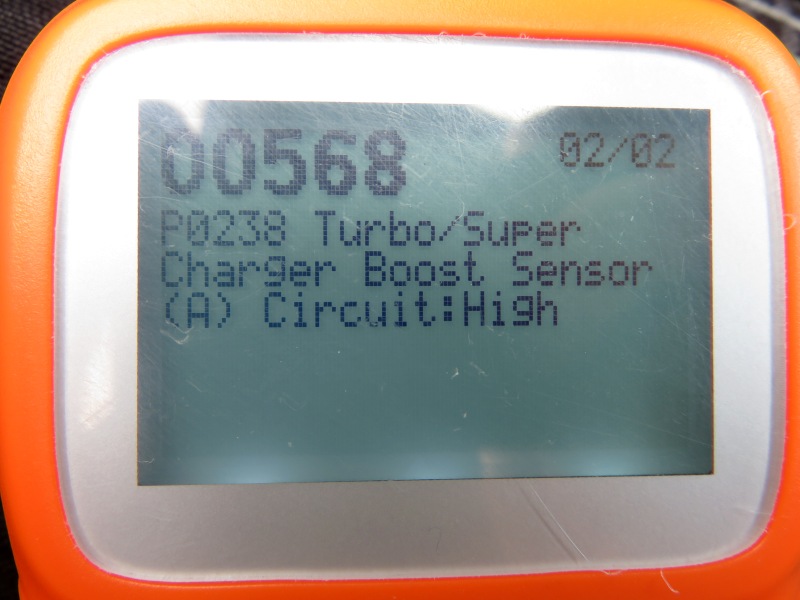 00568 02/02
P0238 Turbo/Super
Charger Boost Sensor
(A) Circuit:High